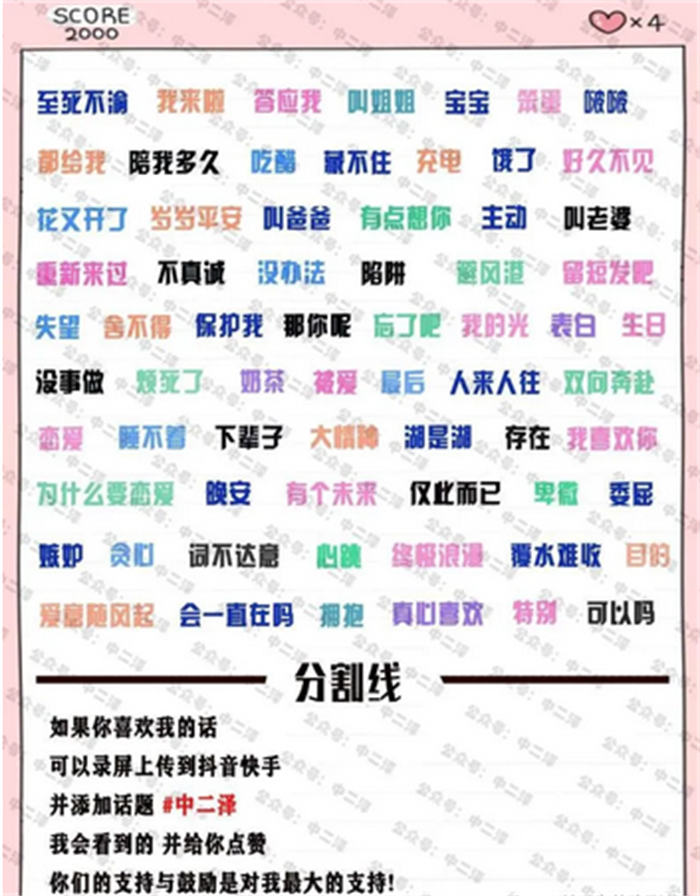 SCORE
2000
×4
至死不渝 我来啦 答应我 叫姐姐 宝宝 笨蛋 啵啵
都给我 陪我多久 吃醋 藏不住 充电 饿了 好久不见
花又开了 岁岁平安 叫爸爸 有点想你 主动 叫老婆
重新来过 不真诚 没办法 陷阱 避风港 留短发吧
失望 舍不得 保护我 那你呢 忘了吧 我的光 表白 生日
没事做 烦死了 奶茶 被爱 最后 人来人往 双向奔赴
恋爱 睡不着 下辈子 大情种 湖是湖 存在 我喜欢你
为什么要恋爱 晚安 有个未来 仅此而已 卑微 委屈
嫉妒 贪心 词不达意 心跳 终极浪漫 覆水难收 目的
爱意随风起 会一直在吗 拥抱 真心喜欢 特别 可以吗
分割线
如果你喜欢我的话
可以录屏上传到抖音快手
并添加话题 #中二泽
我会看到的 并给你点赞
你们的支持与鼓励是对我最大的支持!
公众号：中二泽